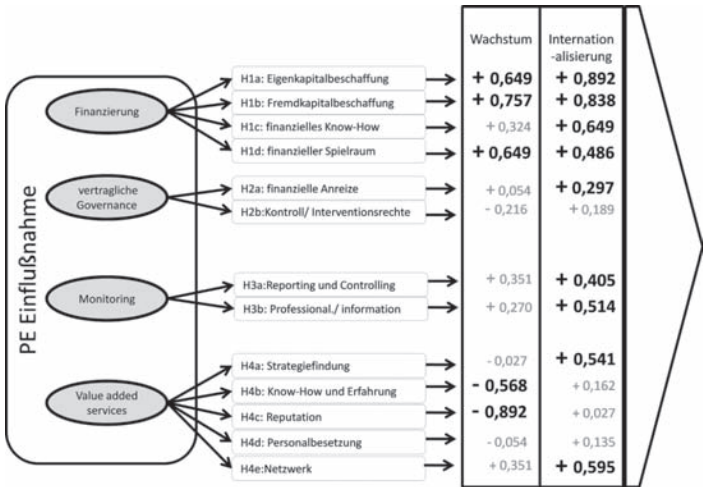 Wachstum
Internation
-alisierung
PE Einflußnahme
Finanzierung
H1a: Eigenkapitalbeschaffung + 0,649 + 0,892
H1b: Fremdkapitalbeschaffung + 0,757 + 0,838
H1c: finanzielles Know-How + 0,324 + 0,649
H1d: finanzieller Spielraum + 0,649 + 0,486
vertragliche
Governance
H2a: finanzielle Anreize + 0,054 + 0,297
H2b:Kontroll/ Interventionsrechte - 0,216 + 0,189
Monitoring
H3a:Reporting und Controlling + 0,351 + 0,405
H3b: Professional./ information + 0,270 + 0,514
Value added
services
H4a: Strategiefindung - 0,027 + 0,541
H4b: Know-How und Erfahrung - 0,568 + 0,162
H4c: Reputation - 0,892 + 0,027
H4d: Personalbesetzung - 0,054 + 0,135
H4e:Netzwerk + 0,351 + 0,595